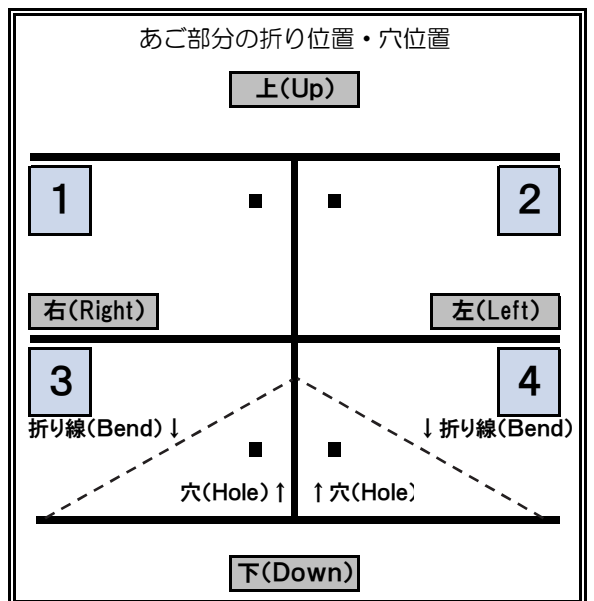 あご部分の折り位置・穴位置
上(Up)
1
2
右(Right)
左(Left)
3
4
折り線(Bend)↓
↓折り線(Bend)
穴(Hole)↑
↑穴(Hole)
下(Down)